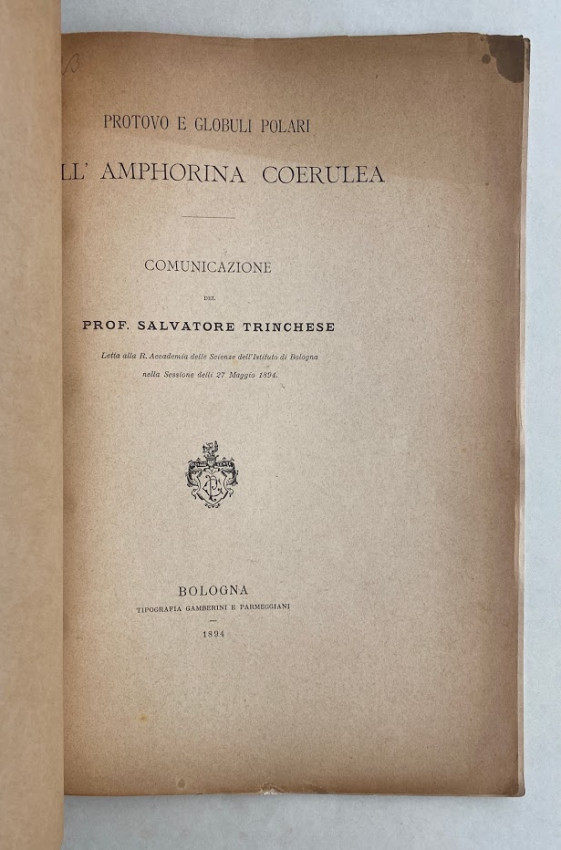 PROTOVO E GLOBULI POLARI
LL' AMPHORINA COERULEA
COMUNICAZIONE
DEL
PROF. SALVATORE TRINCHESE
Letta alla R. Accademia delle Scienze dell'Istituto di Bologna
nella Sessione delli 27 Maggio 1894.
BOLOGNA
TIPOGRAFIA GAMBERINI E PARMEGGIANI
1894